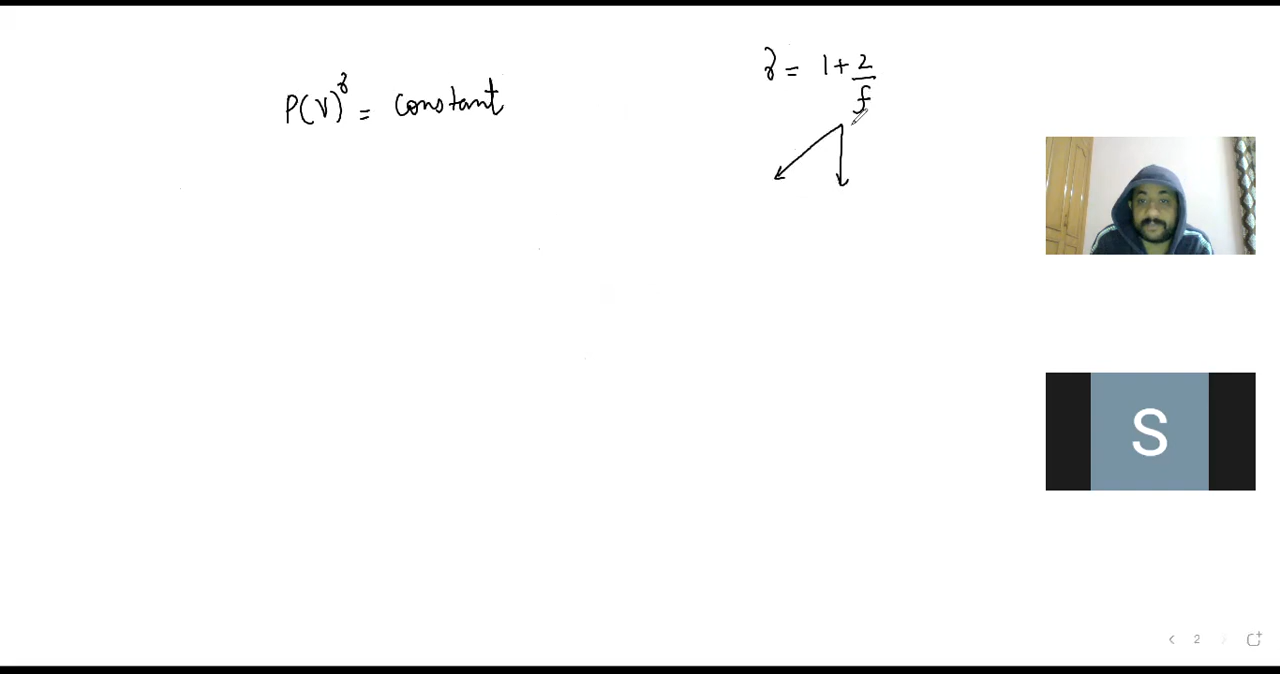 P(V)^γ = constant
γ = 1 + 2/f
S
< 2